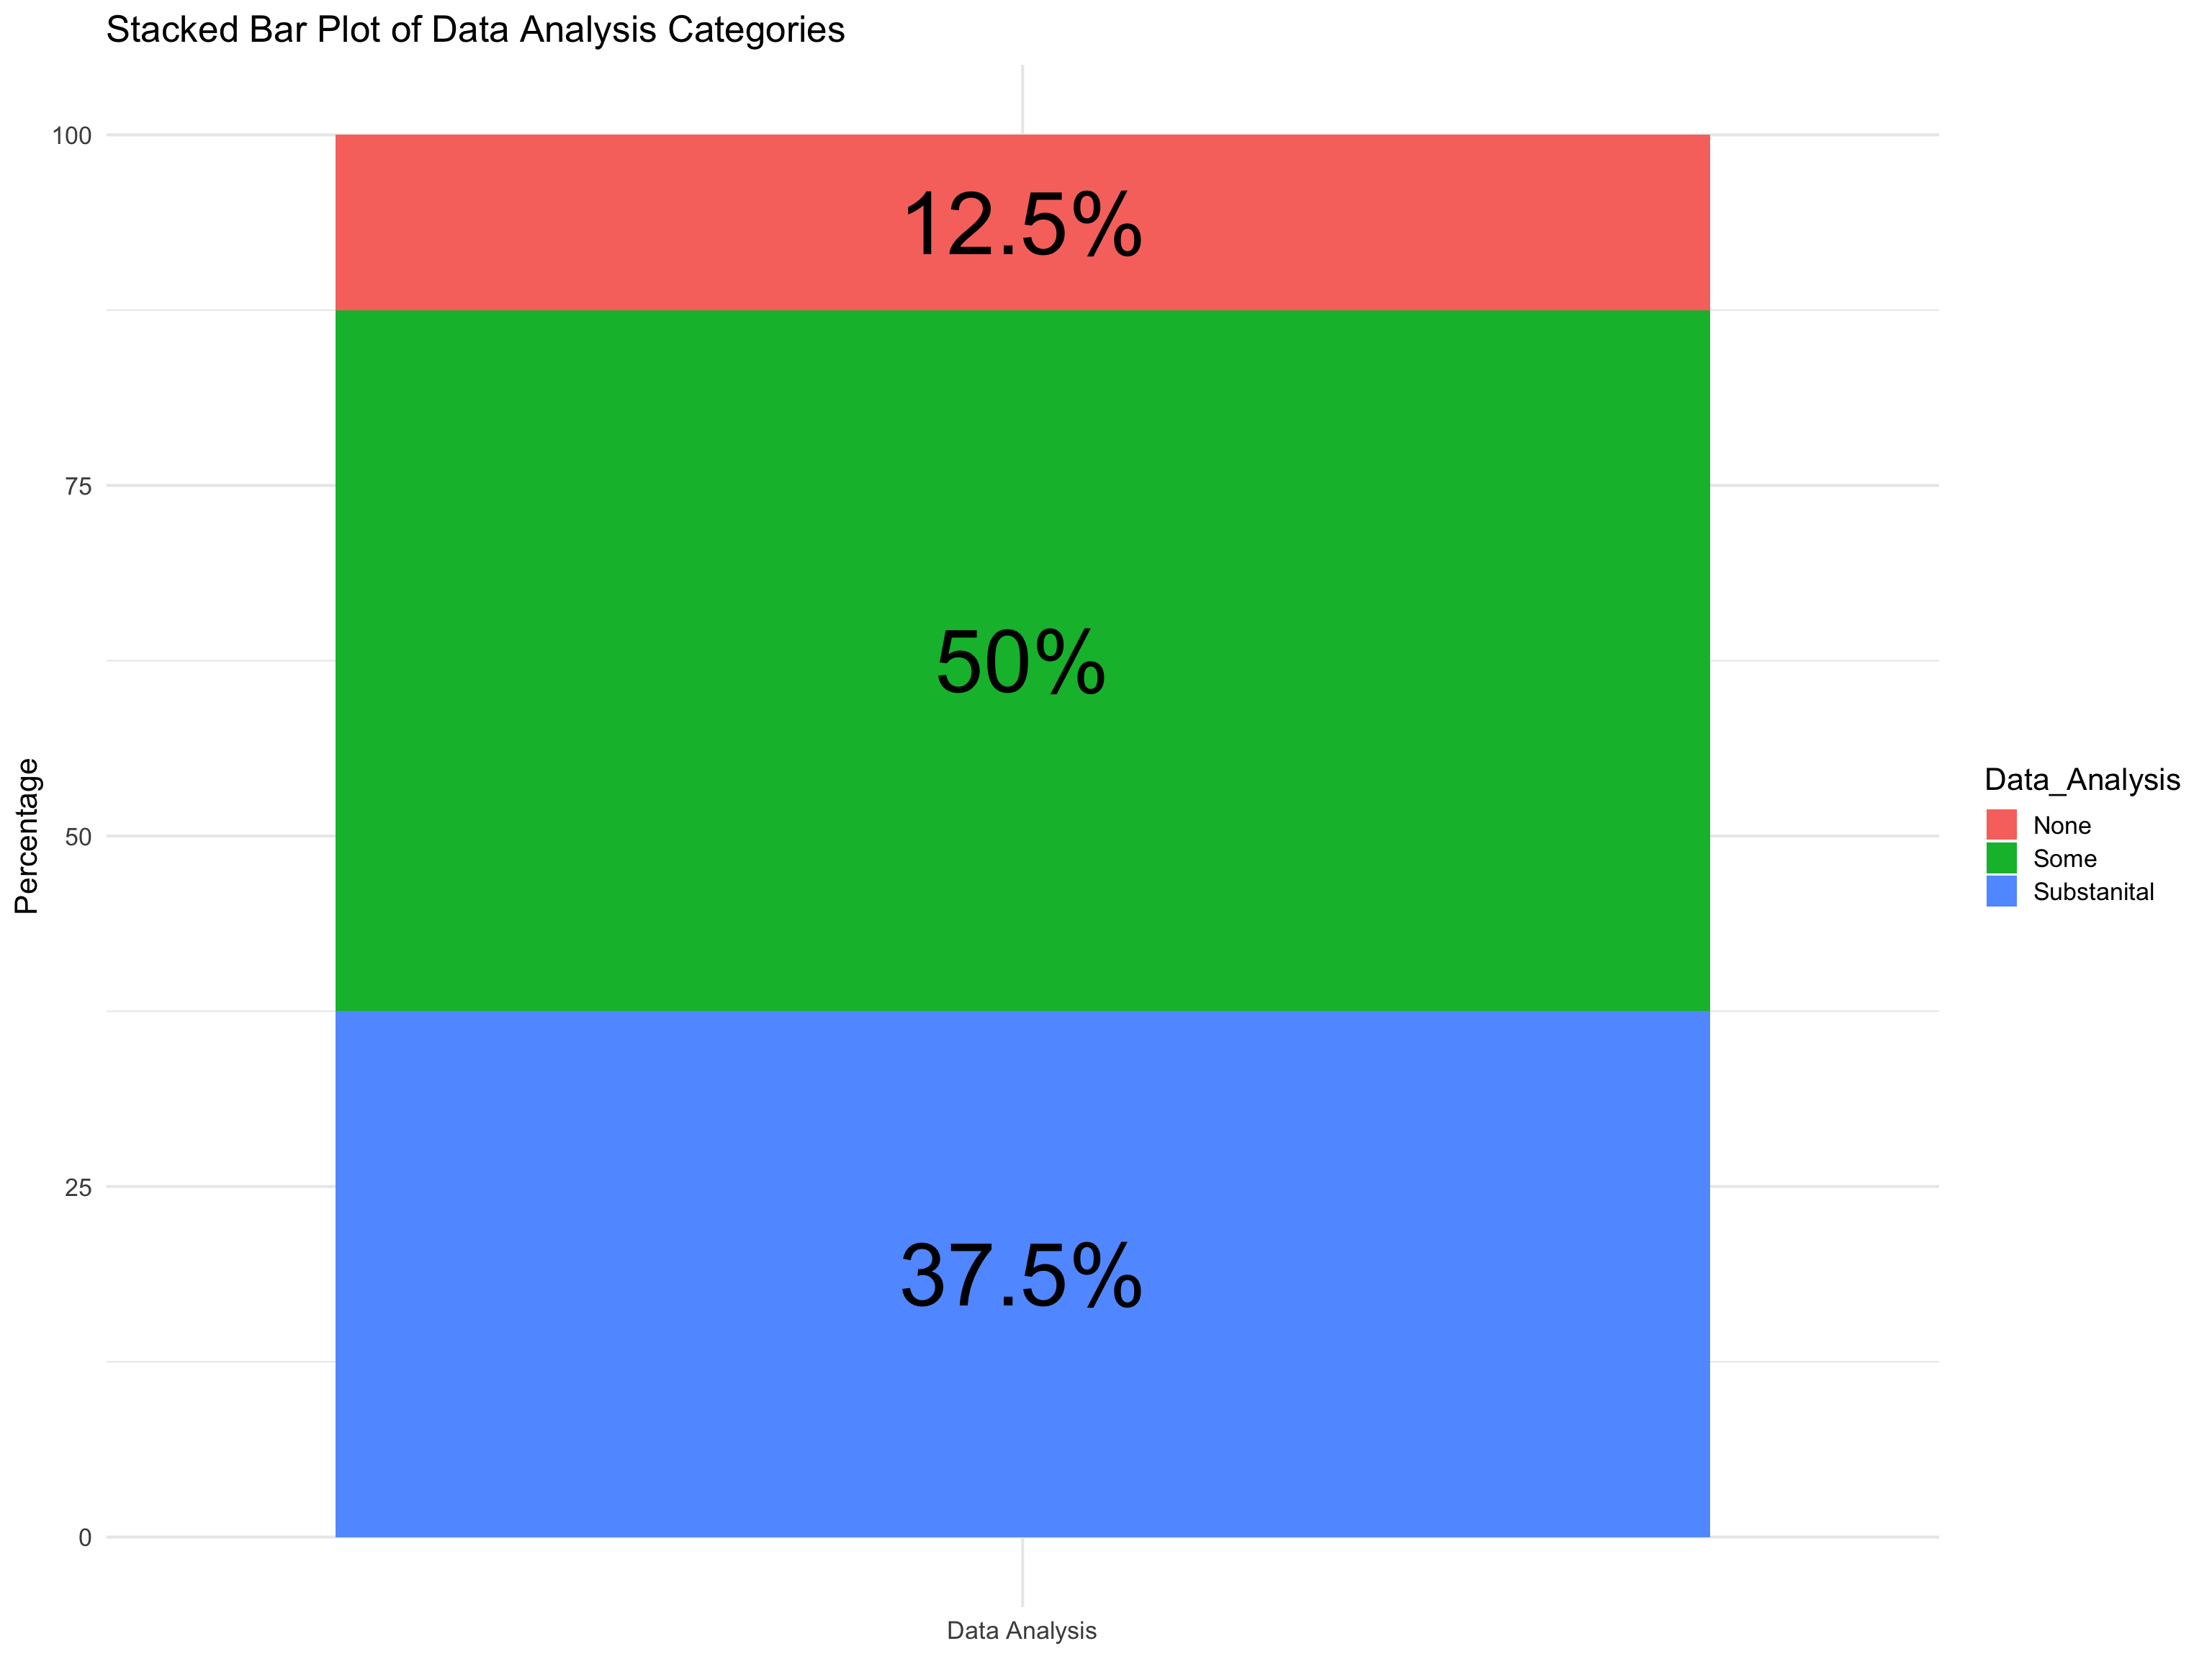 Stacked Bar Plot of Data Analysis Categories
100
12.5%
75
50%
50
25
37.5%
0
Percentage
Data Analysis
Data_Analysis
None
Some
Substanital